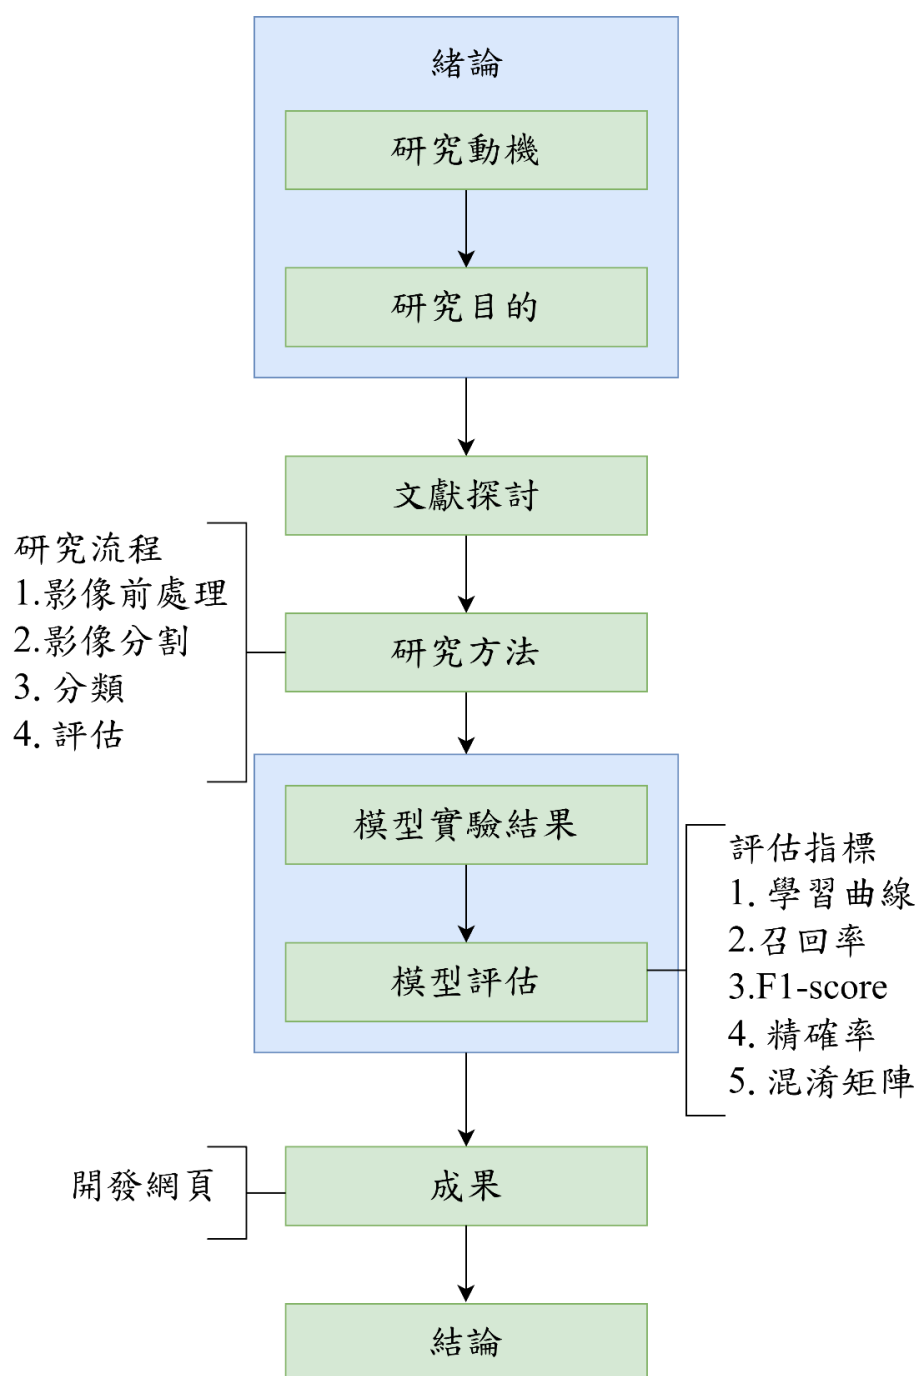 緒論
研究動機
研究目的
文獻探討
研究流程
1.影像前處理
2.影像分割
3. 分類
4. 評估
研究方法
模型實驗結果
模型評估
評估指標
1. 學習曲線
2.召回率
3.F1-score
4. 精確率
5. 混淆矩陣
開發網頁
成果
結論